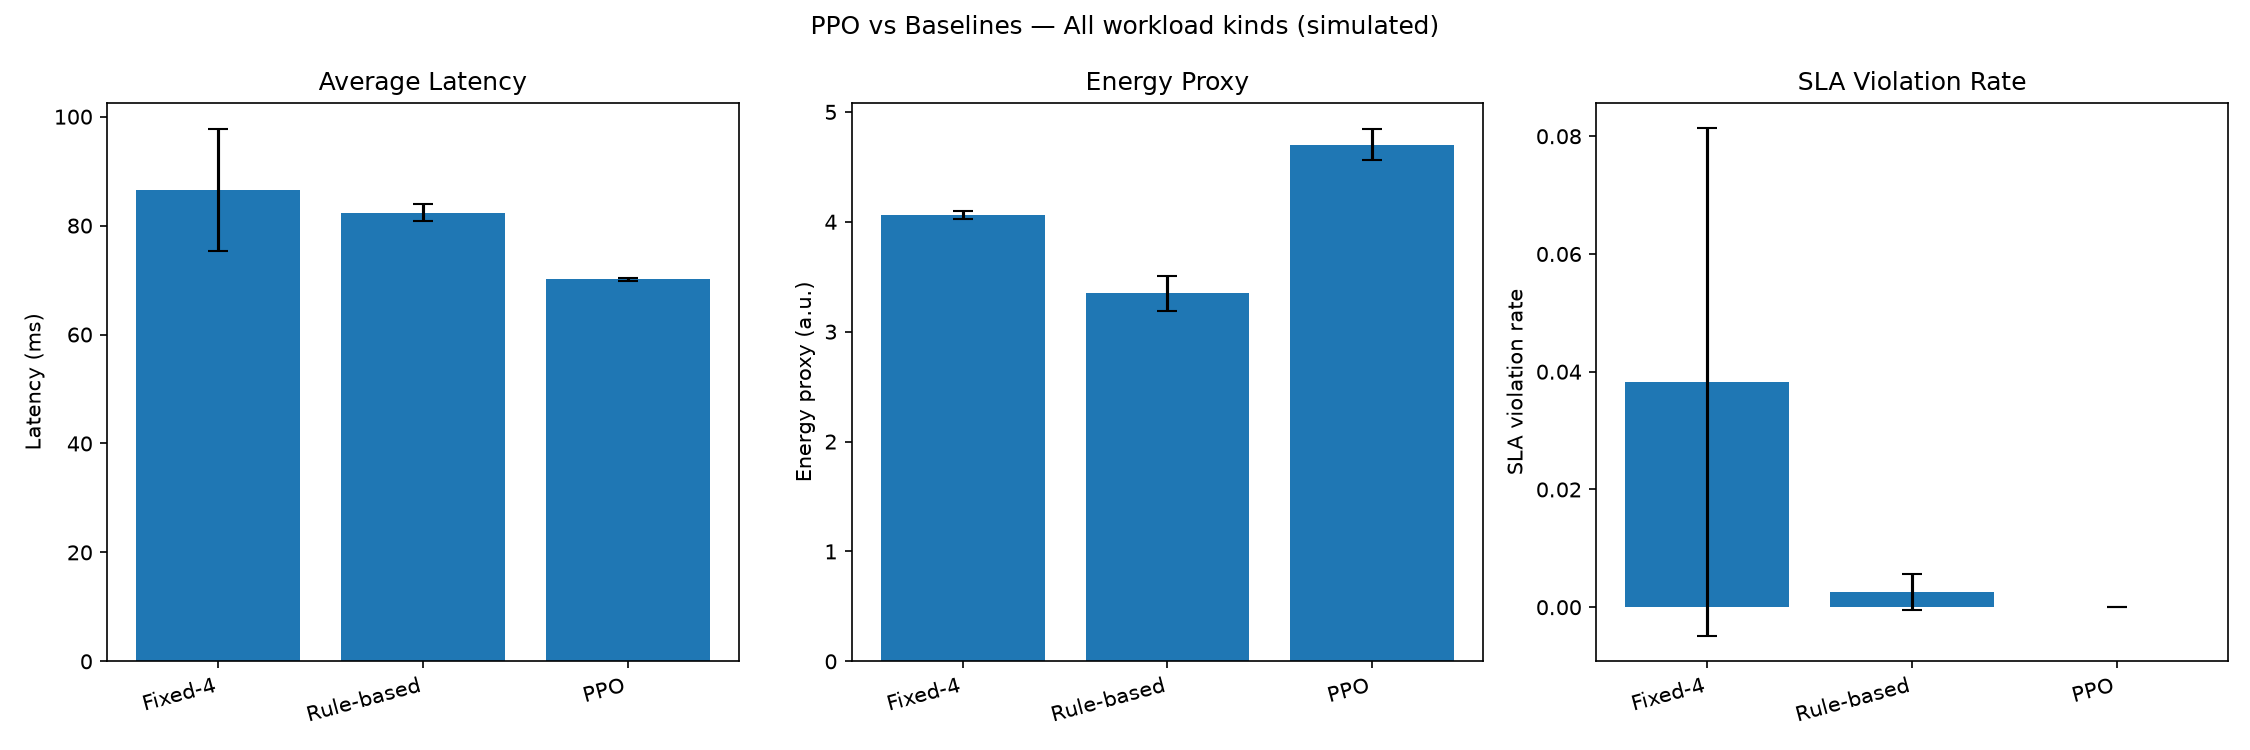 PPO vs Baselines — All workload kinds (simulated)
Average Latency
Latency (ms)
100
80
60
40
20
0
Fixed-4
Rule-based
PPO
Energy Proxy
Energy proxy (a.u.)
5
4
3
2
1
0
Fixed-4
Rule-based
PPO
SLA Violation Rate
SLA violation rate
0.08
0.06
0.04
0.02
0.00
Fixed-4
Rule-based
PPO